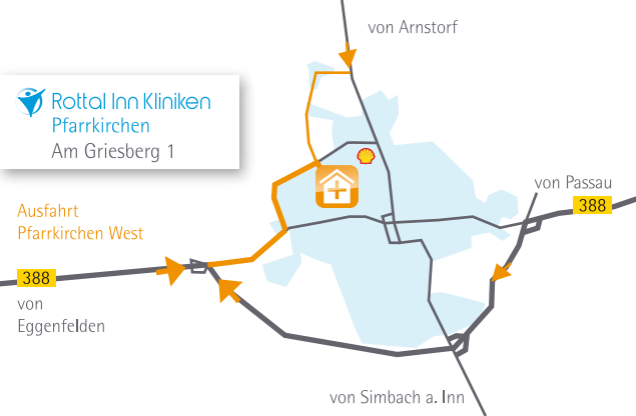 von Arnstorf
Rottal Inn Kliniken
Pfarrkirchen
Am Griesberg 1
von Passau
388
Ausfahrt
Pfarrkirchen West
388
von
Eggenfelden
von Simbach a. Inn